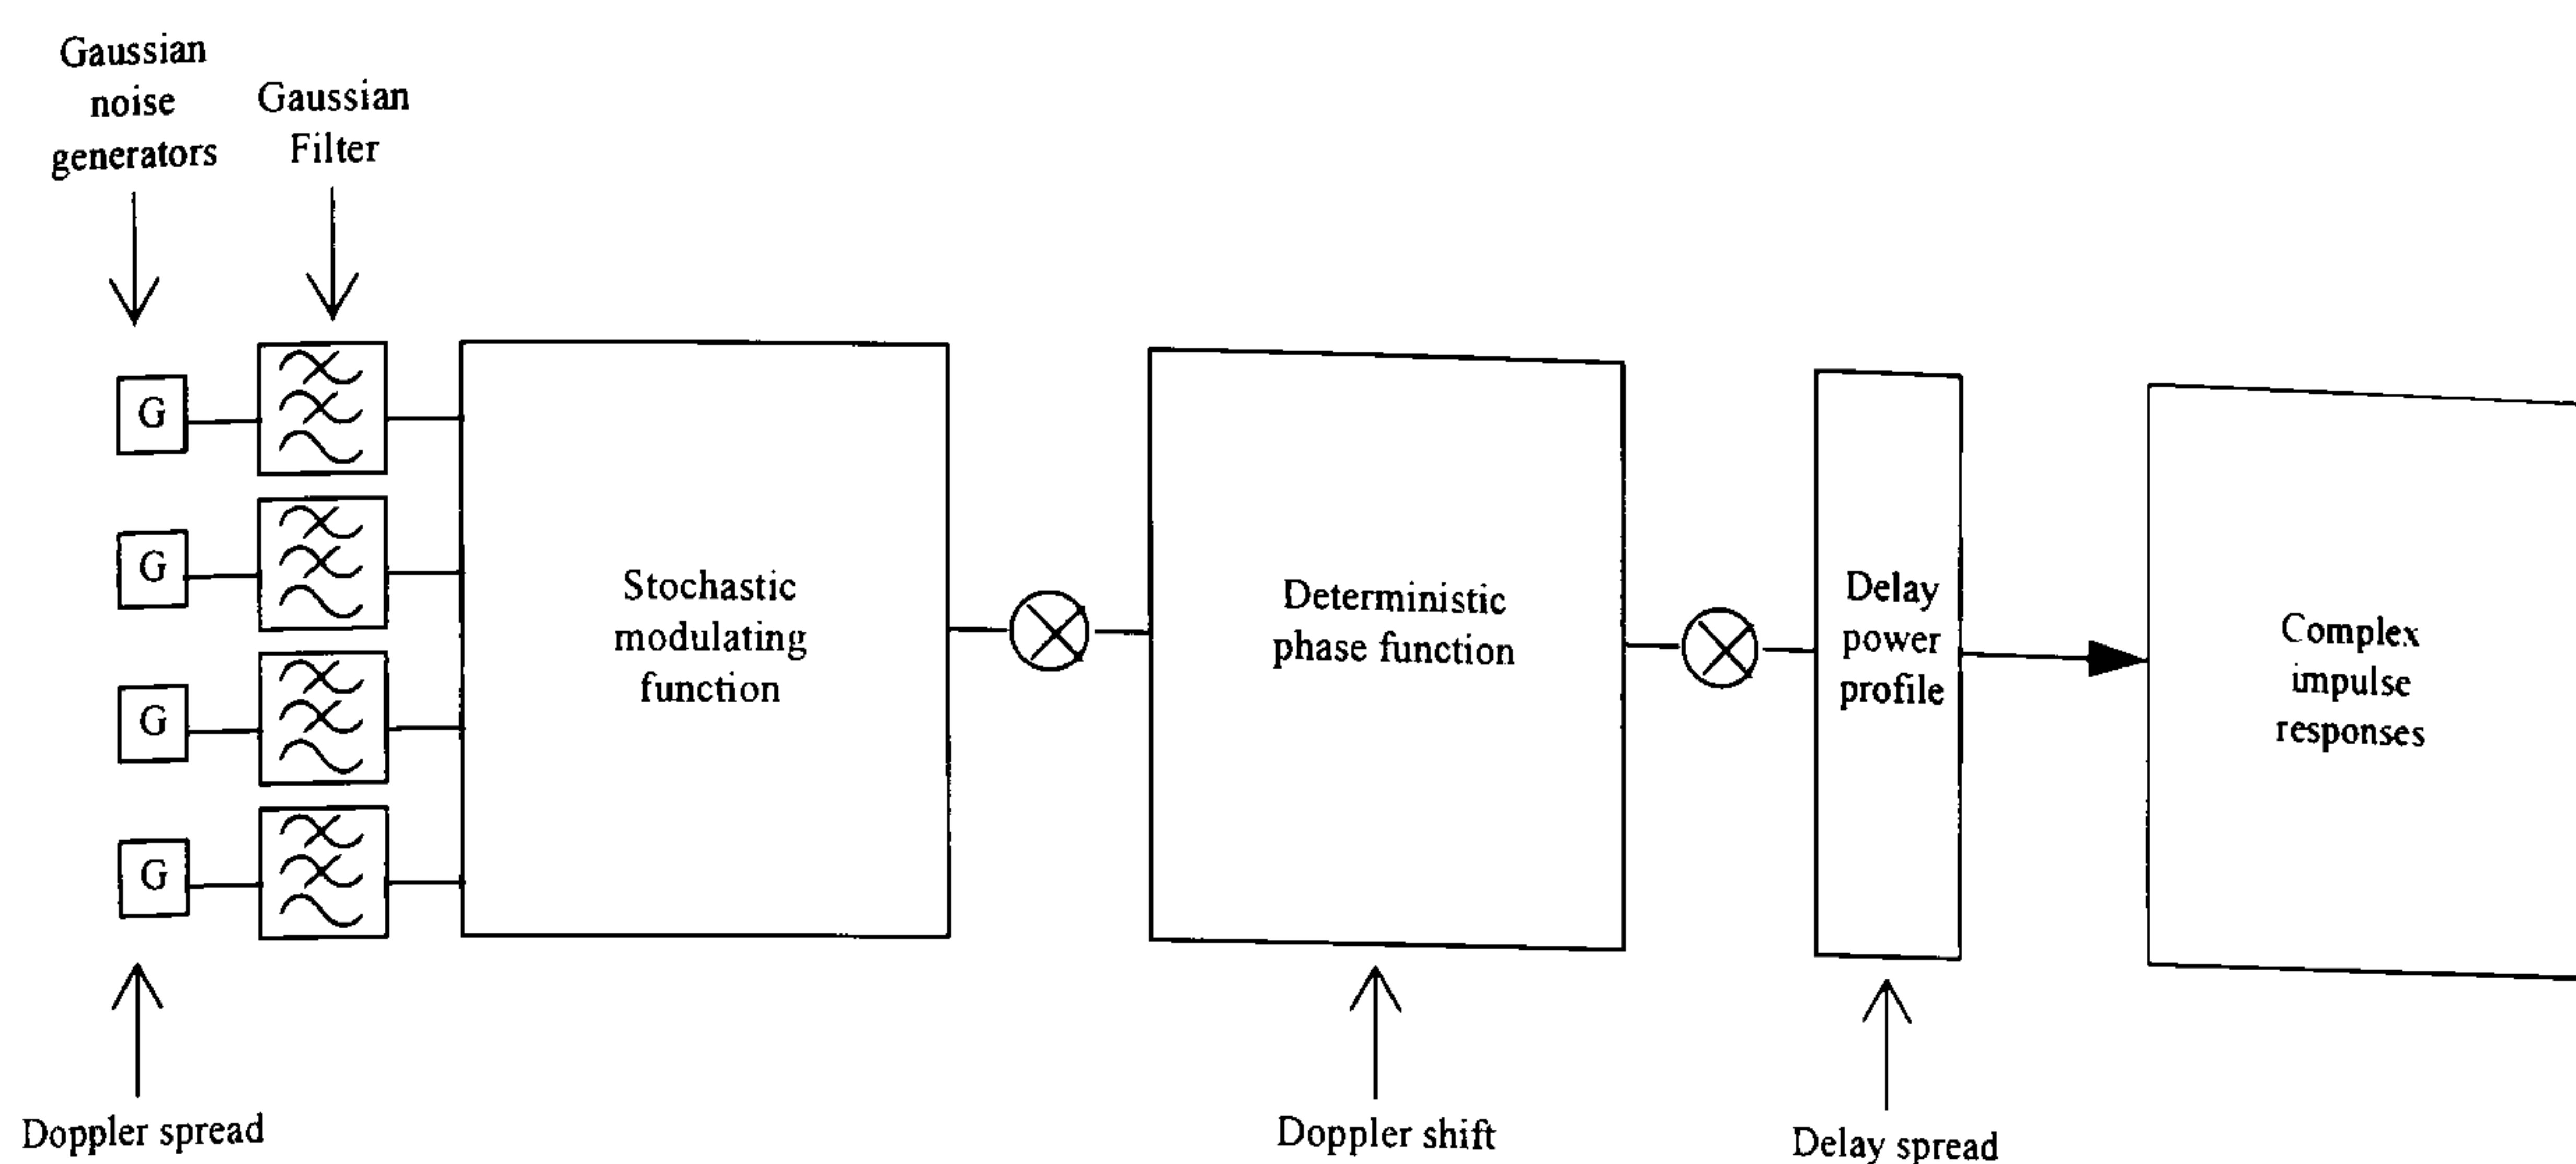 Gaussian
noise
generators
Gaussian
Filter
G
G
G
G
Stochastic
modulating
function
Deterministic
phase function
Delay
power
profile
Complex
impulse
responses
Doppler spread
Doppler shift
Delay spread